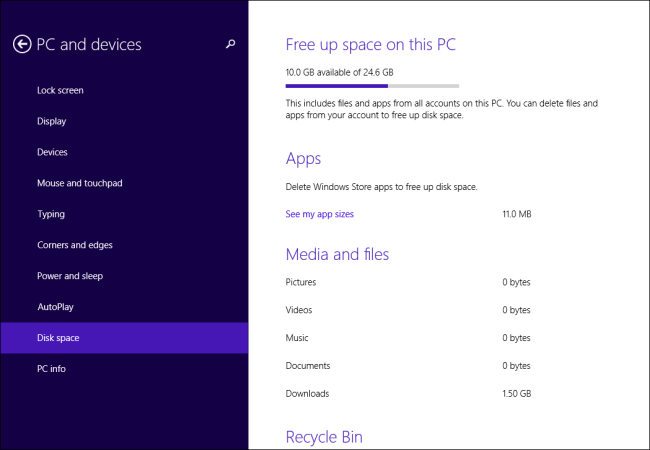 PC and devices
Lock screen
Display
Devices
Mouse and touchpad
Typing
Corners and edges
Power and sleep
AutoPlay
Disk space
PC info
Free up space on this PC
10.0 GB available of 24.6 GB
This includes files and apps from all accounts on this PC. You can delete files and
apps from your account to free up disk space.
Apps
Delete Windows Store apps to free up disk space.
See my app sizes 11.0 MB
Media and files
Pictures 0 bytes
Videos 0 bytes
Music 0 bytes
Documents 0 bytes
Downloads 1.50 GB
Recycle Bin